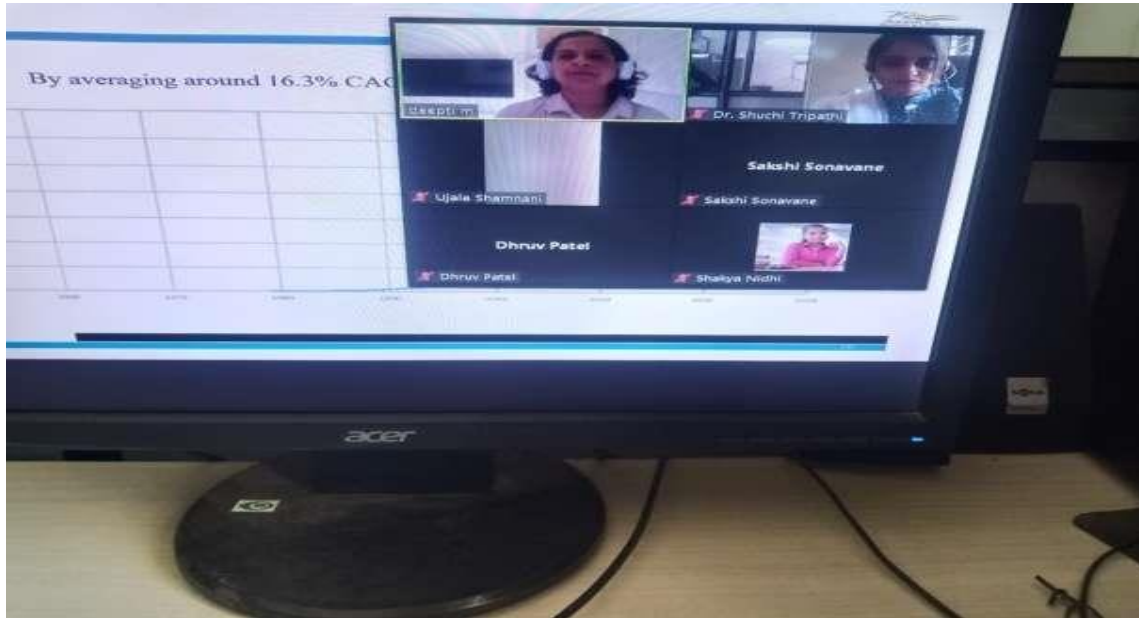 By averaging around 16.3% CAG
deepti m
Dr. Shuchi Tripathi
Ujala Shamnani
Sakshi Sonavane
Sakshi Sonavane
Dhruv Patel
Dhruv Patel
Shakya Nidhi
acer